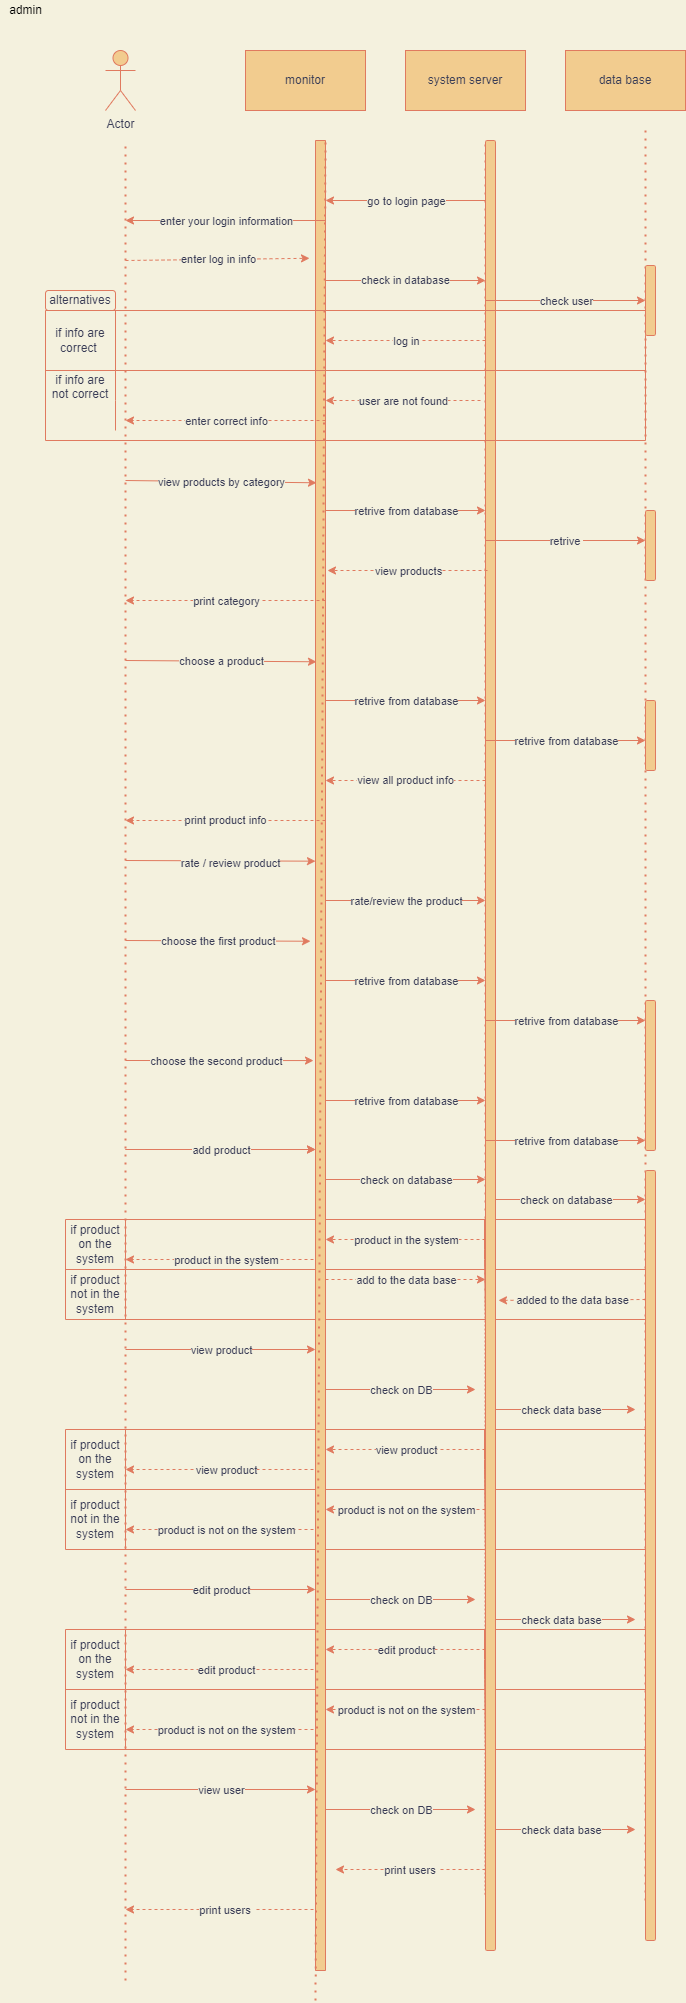 admin
Actor
monitor
system server
data base
go to login page
enter your login information
enter log in info
check in database
check user
alternatives
if info are
correct
log in
if info are
not correct
user are not found
enter correct info
view products by category
retrive from database
retrive
view products
print category
choose a product
retrive from database
retrive from database
view all product info
print product info
rate / review product
rate/review the product
choose the first product
retrive from database
retrive from database
choose the second product
retrive from database
retrive from database
add product
check on database
check on database
if product
on the
system
product in the system
product in the system
if product
not in the
system
add to the data base
added to the data base
view product
check on DB
check data base
if product
on the
system
view product
view product
if product
not in the
system
product is not on the system
product is not on the system
edit product
check on DB
check data base
if product
on the
system
edit product
edit product
if product
not in the
system
product is not on the system
product is not on the system
view user
check on DB
check data base
print users
print users